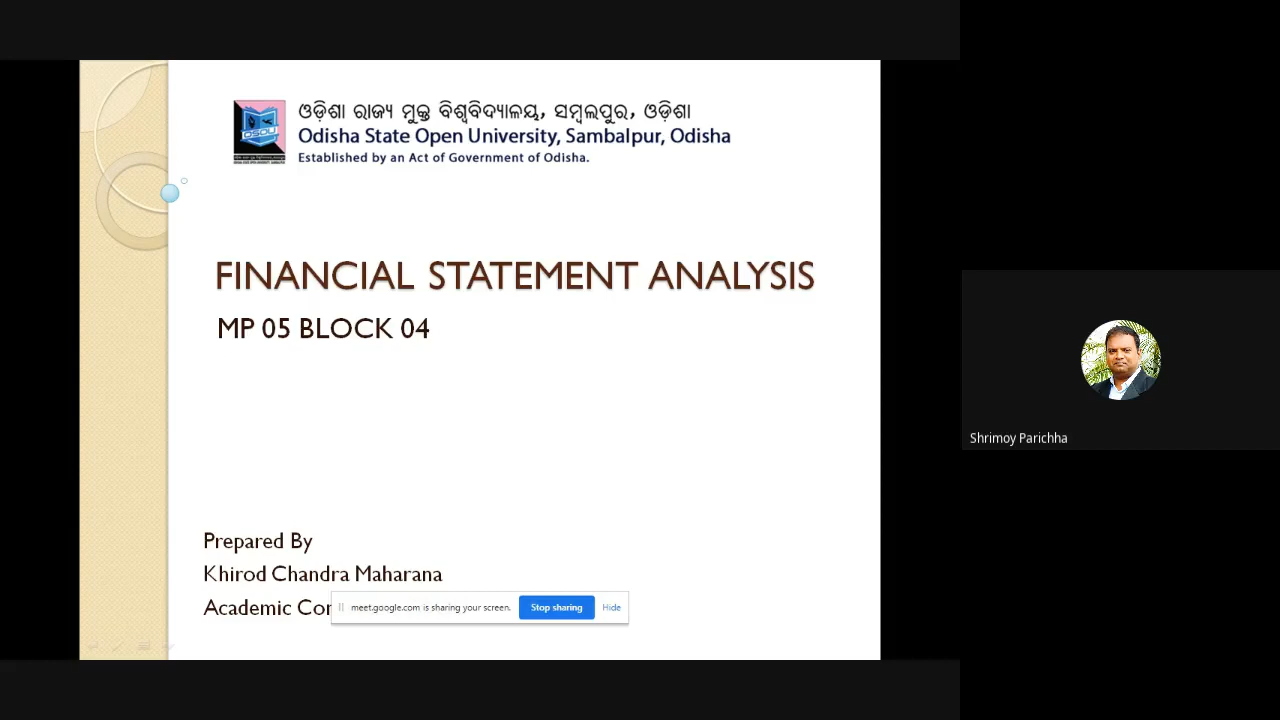 ଓଡ଼ିଶା ରାଜ୍ୟ ମୁକ୍ତ ବିଶ୍ୱବିଦ୍ୟାଳୟ, ସମ୍ବଲପୁର, ଓଡ଼ିଶା
Odisha State Open University, Sambalpur, Odisha
Established by an Act of Government of Odisha.
OSOU
FINANCIAL STATEMENT ANALYSIS
MP 05 BLOCK 04
Prepared By
Khirod Chandra Maharana
Academic Con
meet.google.com is sharing your screen. Stop sharing Hide
Shrimoy Parichha